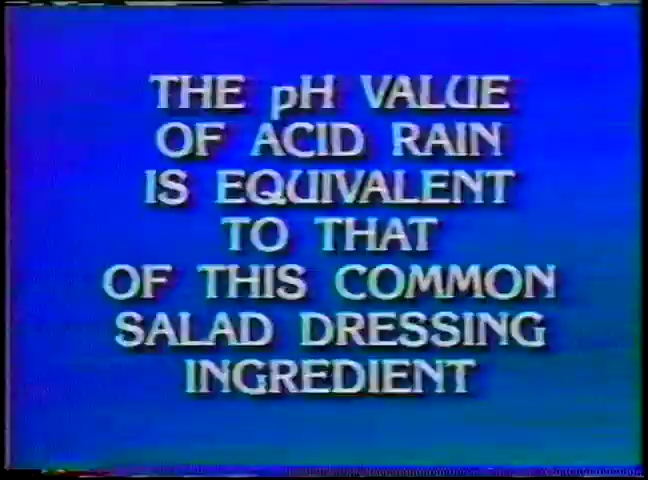 THE pH VALUE
OF ACID RAIN
IS EQUIVALENT
TO THAT
OF THIS COMMON
SALAD DRESSING
INGREDIENT